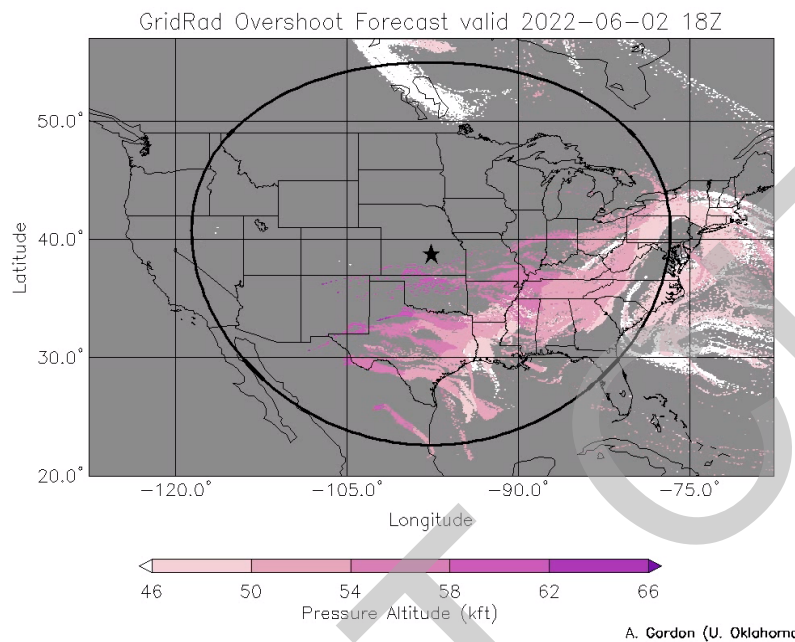 GridRad Overshoot Forecast valid 2022-06-02 18Z
50.0°
40.0°
30.0°
20.0°
Latitude
-120.0° -105.0° -90.0° -75.0°
Longitude
46 50 54 58 62 66
Pressure Altitude (kft)
A. Gordon (U. Oklahoma